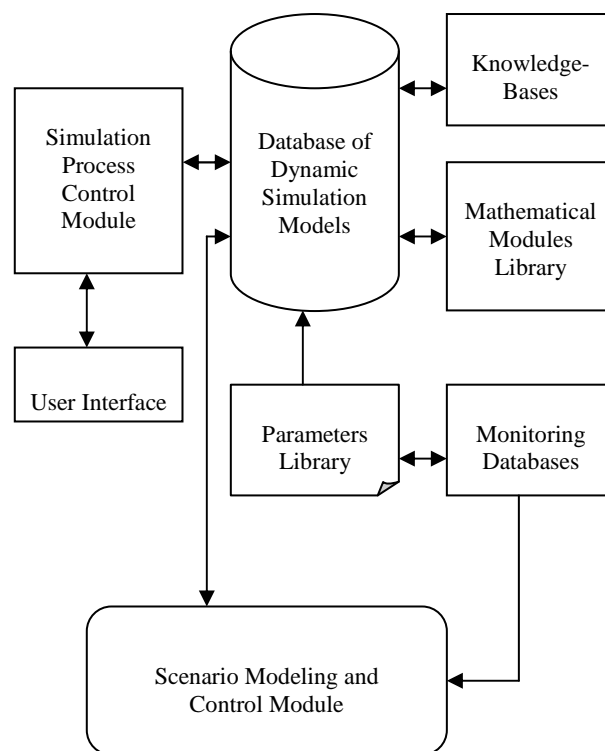 Simulation
Process
Control
Module
User Interface
Database of
Dynamic
Simulation
Models
Knowledge-
Bases
Mathematical
Modules
Library
Parameters
Library
Monitoring
Databases
Scenario Modeling and
Control Module